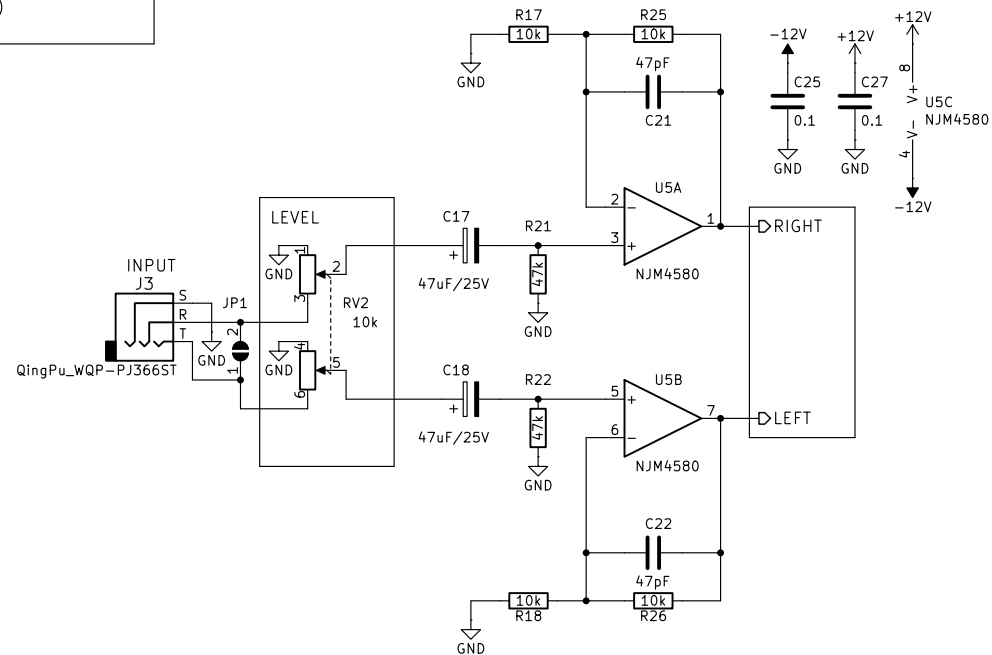 )
R17
10k
GND
R25
10k
47pF
C21
-12V
C25
0.1
GND
+12V
C27
0.1
GND
+12V
8
V+
U5C
NJM4580
V-
4
-12V
U5A
2
-
3
+
1
NJM4580
RIGHT
LEVEL
1
GND
2
3
RV2
10k
4
GND
5
6
C17
+
47uF/25V
R21
47k
GND
INPUT
J3
S
R
T
GND
QingPu_WQP-PJ366ST
JP1
2
1
C18
+
47uF/25V
R22
47k
GND
U5B
5
+
6
-
7
NJM4580
LEFT
C22
47pF
10k
R18
GND
10k
R26